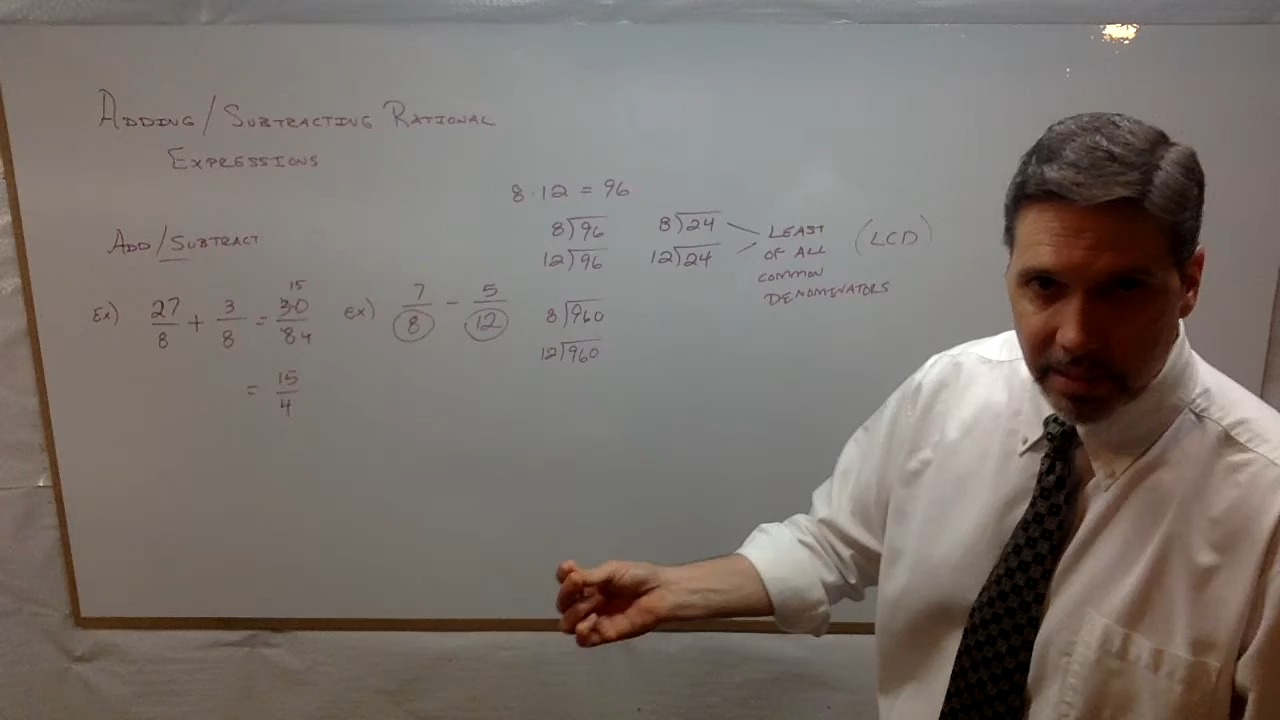 ADDING/SUBTRACTING RATIONAL
EXPRESSIONS
ADD/SUBTRACT
Ex) 27/8 + 3/8 = 30/8 15 4
= 15/4
ex) 7/8 - 5/12
8 · 12 = 96
8)96
12)96
8)960
12)960
8)24
12)24
LEAST
OF ALL
COMMON
DENOMINATORS
(LCD)